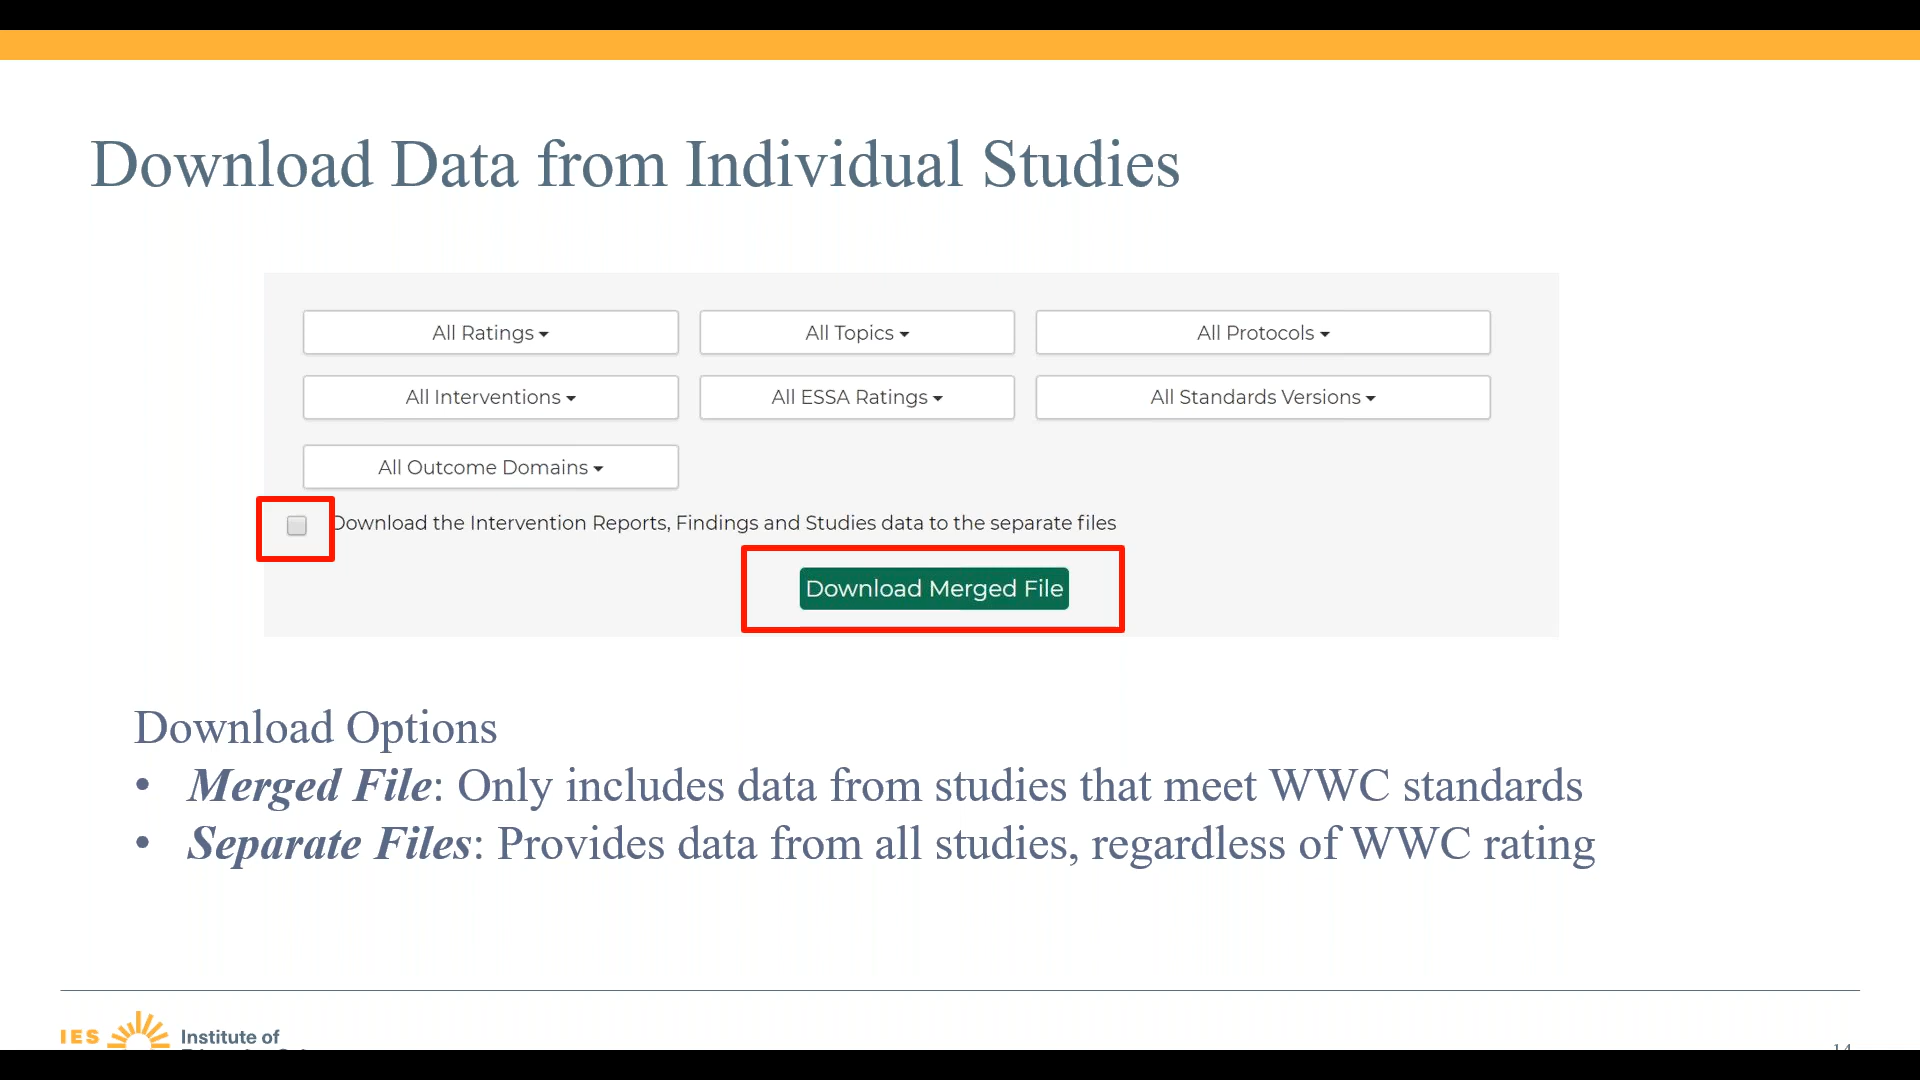 Download Data from Individual Studies
All Ratings
All Topics
All Protocols
All Interventions
All ESSA Ratings
All Standards Versions
All Outcome Domains
Download the Intervention Reports, Findings and Studies data to the separate files
Download Merged File
Download Options
• Merged File: Only includes data from studies that meet WWC standards
• Separate Files: Provides data from all studies, regardless of WWC rating
IES
Institute of